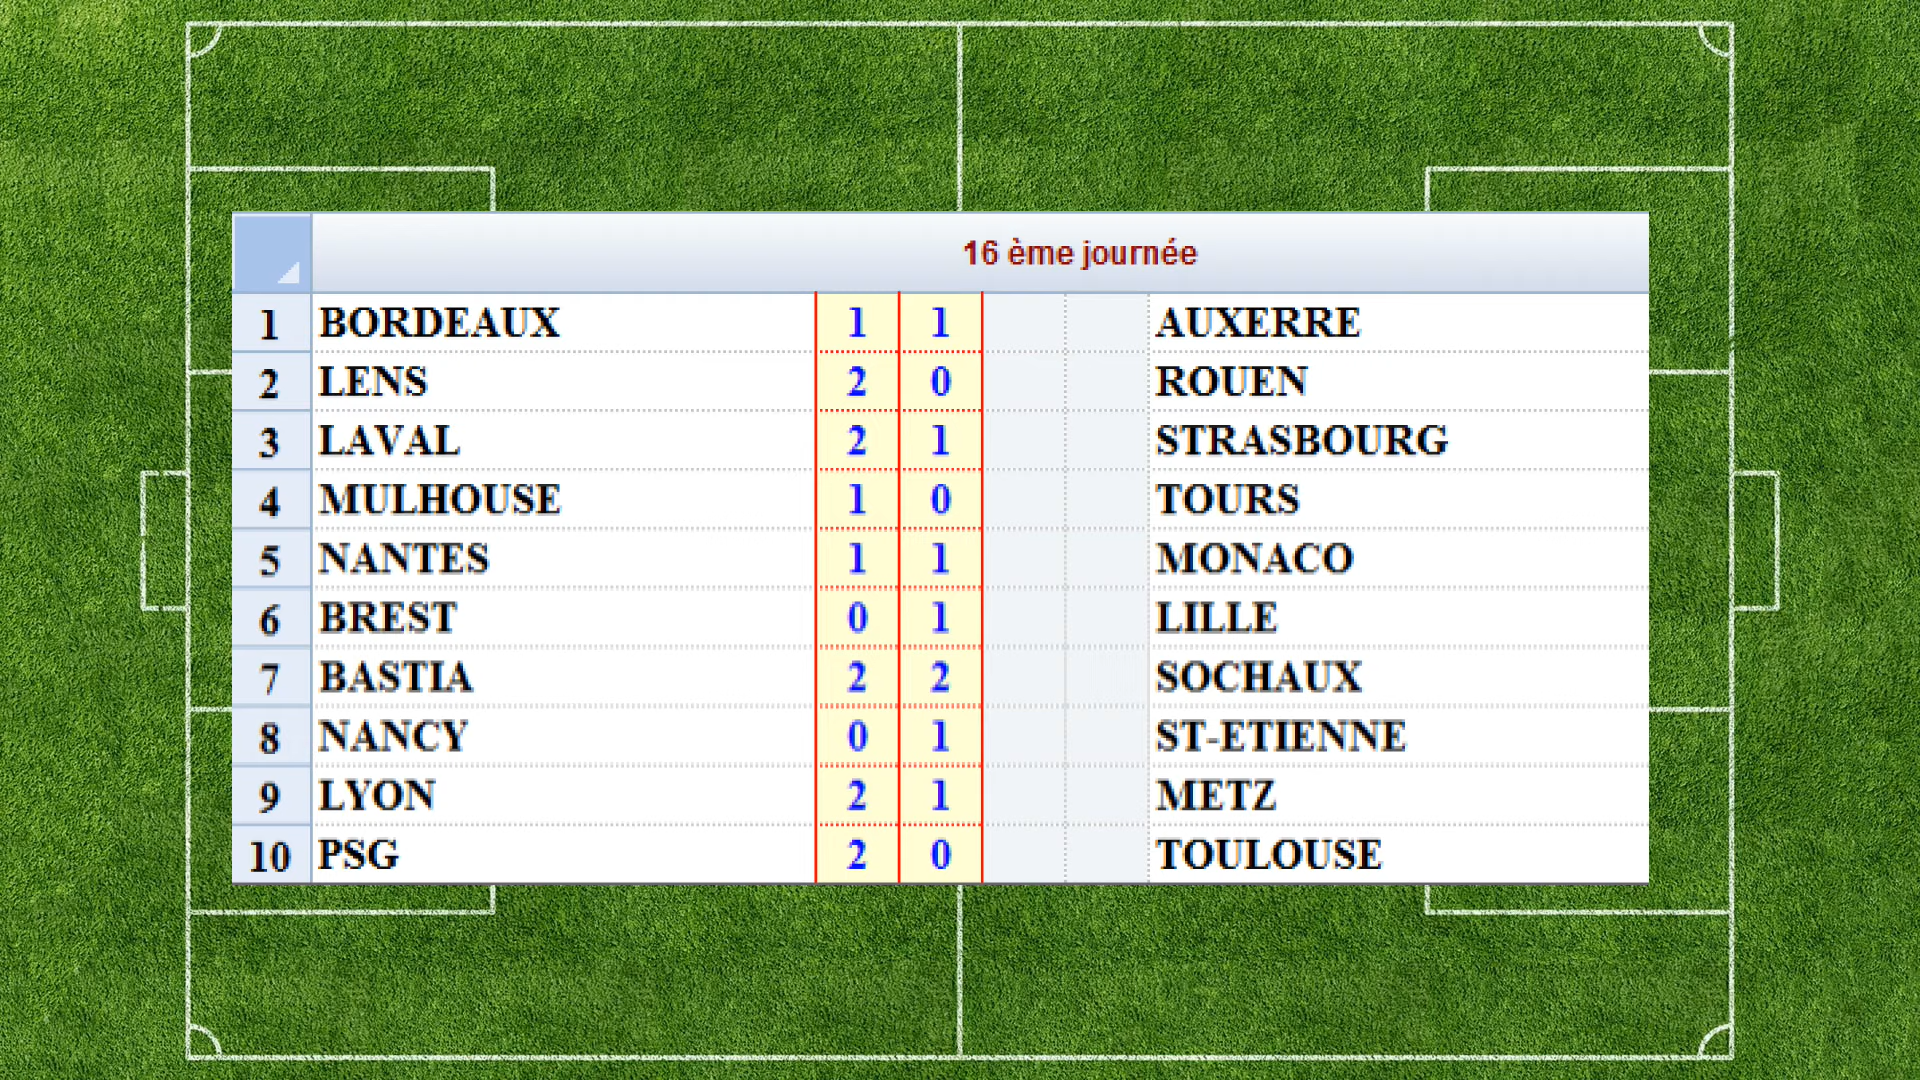 16 ème journée
1 BORDEAUX 1 1 AUXERRE
2 LENS 2 0 ROUEN
3 LAVAL 2 1 STRASBOURG
4 MULHOUSE 1 0 TOURS
5 NANTES 1 1 MONACO
6 BREST 0 1 LILLE
7 BASTIA 2 2 SOCHAUX
8 NANCY 0 1 ST-ETIENNE
9 LYON 2 1 METZ
10 PSG 2 0 TOULOUSE